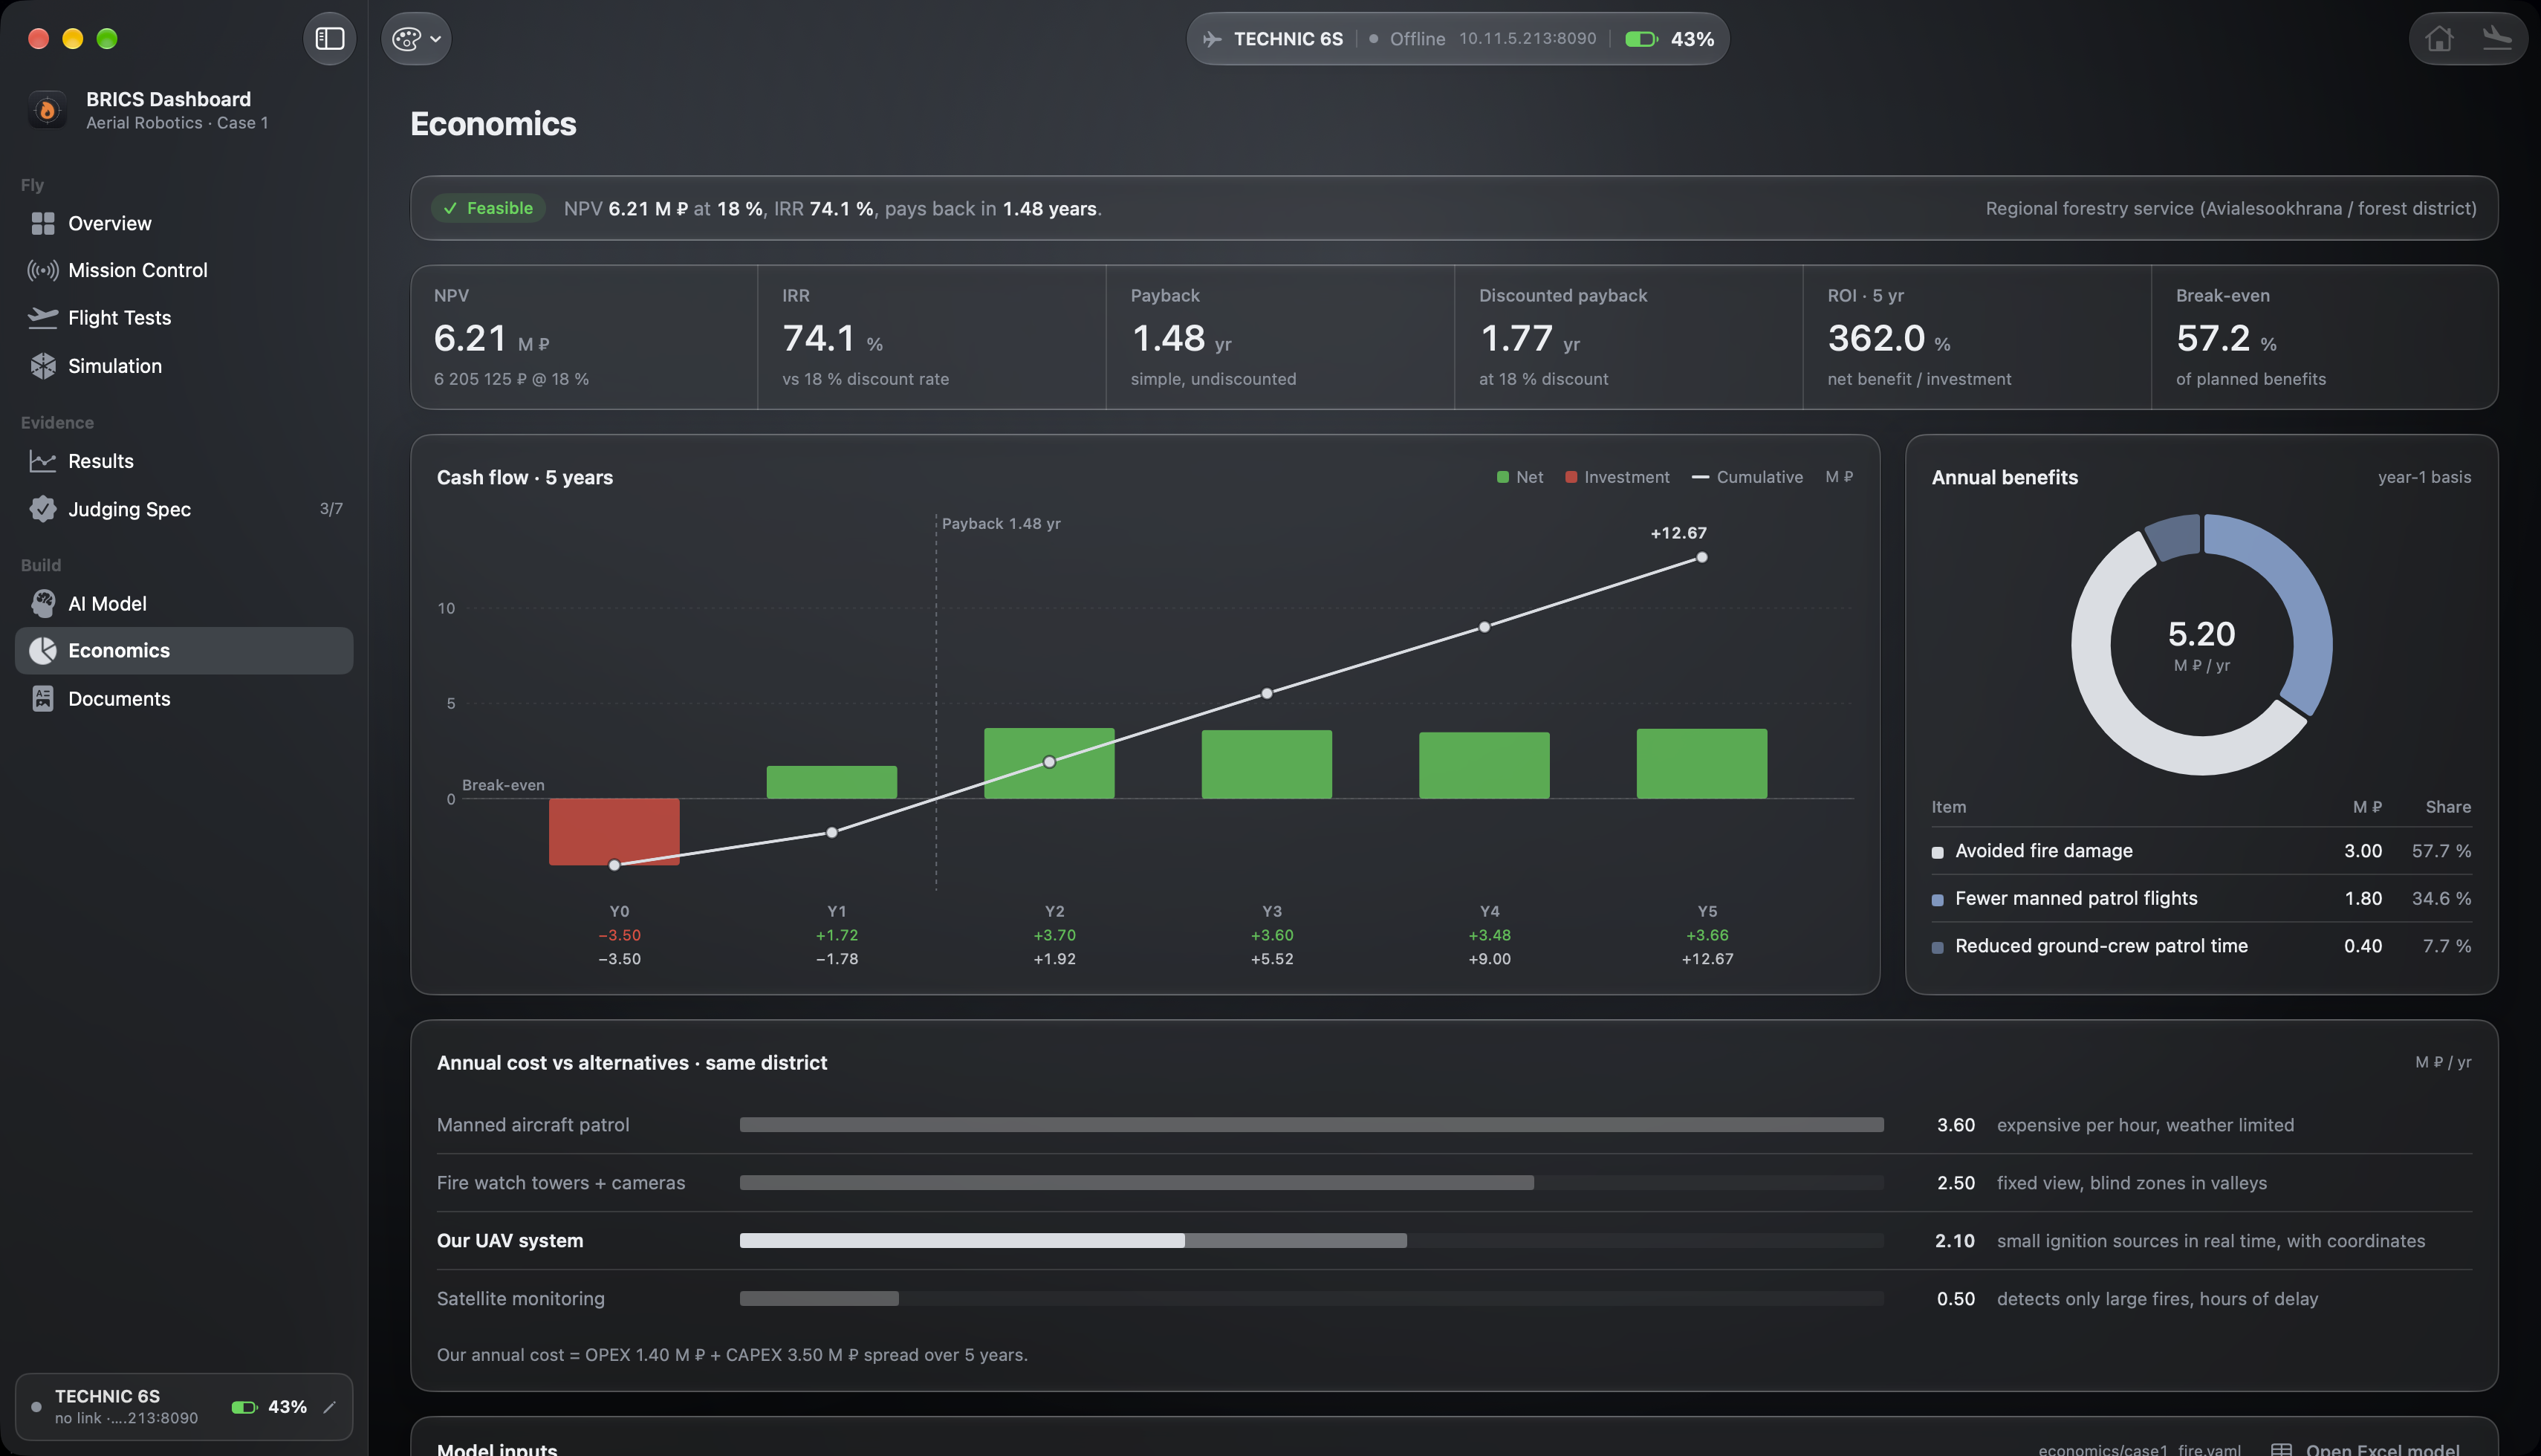 TECHNIC 6S Offline 10.11.5.213:8090 43%
BRICS Dashboard
Aerial Robotics · Case 1
Fly
Overview
Mission Control
Flight Tests
Simulation
Evidence
Results
Judging Spec 3/7
Build
AI Model
Economics
Documents
TECHNIC 6S
no link ·....213:8090
43%
Economics
Feasible NPV 6.21 M ₽ at 18 %, IRR 74.1 %, pays back in 1.48 years.
Regional forestry service (Avialesookhrana / forest district)
NPV
6.21 M ₽
6 205 125 ₽ @ 18 %
IRR
74.1 %
vs 18 % discount rate
Payback
1.48 yr
simple, undiscounted
Discounted payback
1.77 yr
at 18 % discount
ROI · 5 yr
362.0 %
net benefit / investment
Break-even
57.2 %
of planned benefits
Cash flow · 5 years
Net Investment Cumulative M ₽
Payback 1.48 yr
+12.67
10
5
Break-even
0
Y0 Y1 Y2 Y3 Y4 Y5
−3.50 +1.72 +3.70 +3.60 +3.48 +3.66
−3.50 −1.78 +1.92 +5.52 +9.00 +12.67
Annual benefits year-1 basis
5.20
M ₽ / yr
Item M ₽ Share
Avoided fire damage 3.00 57.7 %
Fewer manned patrol flights 1.80 34.6 %
Reduced ground-crew patrol time 0.40 7.7 %
Annual cost vs alternatives · same district M ₽ / yr
Manned aircraft patrol 3.60 expensive per hour, weather limited
Fire watch towers + cameras 2.50 fixed view, blind zones in valleys
Our UAV system 2.10 small ignition sources in real time, with coordinates
Satellite monitoring 0.50 detects only large fires, hours of delay
Our annual cost = OPEX 1.40 M ₽ + CAPEX 3.50 M ₽ spread over 5 years.
Model inputs economics/case1_fire.yaml Open Excel model